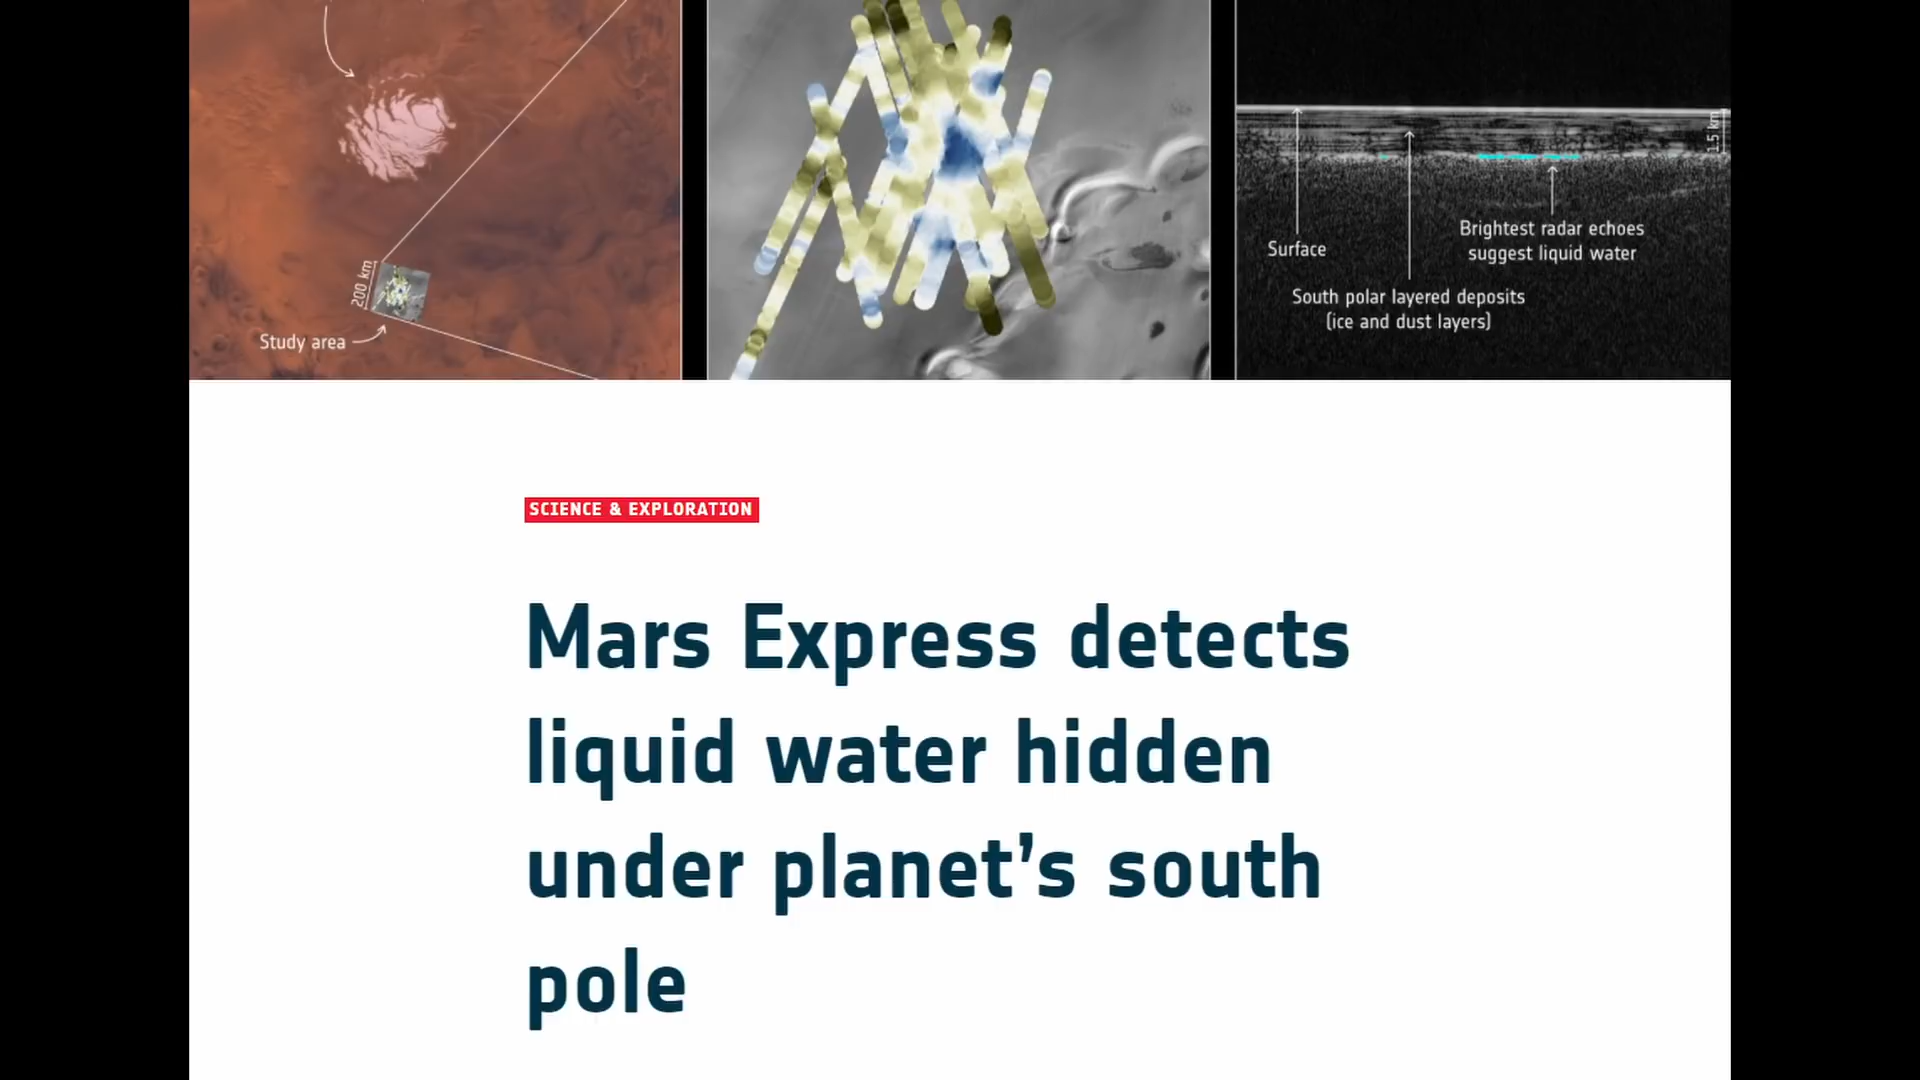 200 km
Study area
1.5 km
Surface
Brightest radar echoes
suggest liquid water
South polar layered deposits
(ice and dust layers)
SCIENCE & EXPLORATION
Mars Express detects
liquid water hidden
under planet’s south
pole